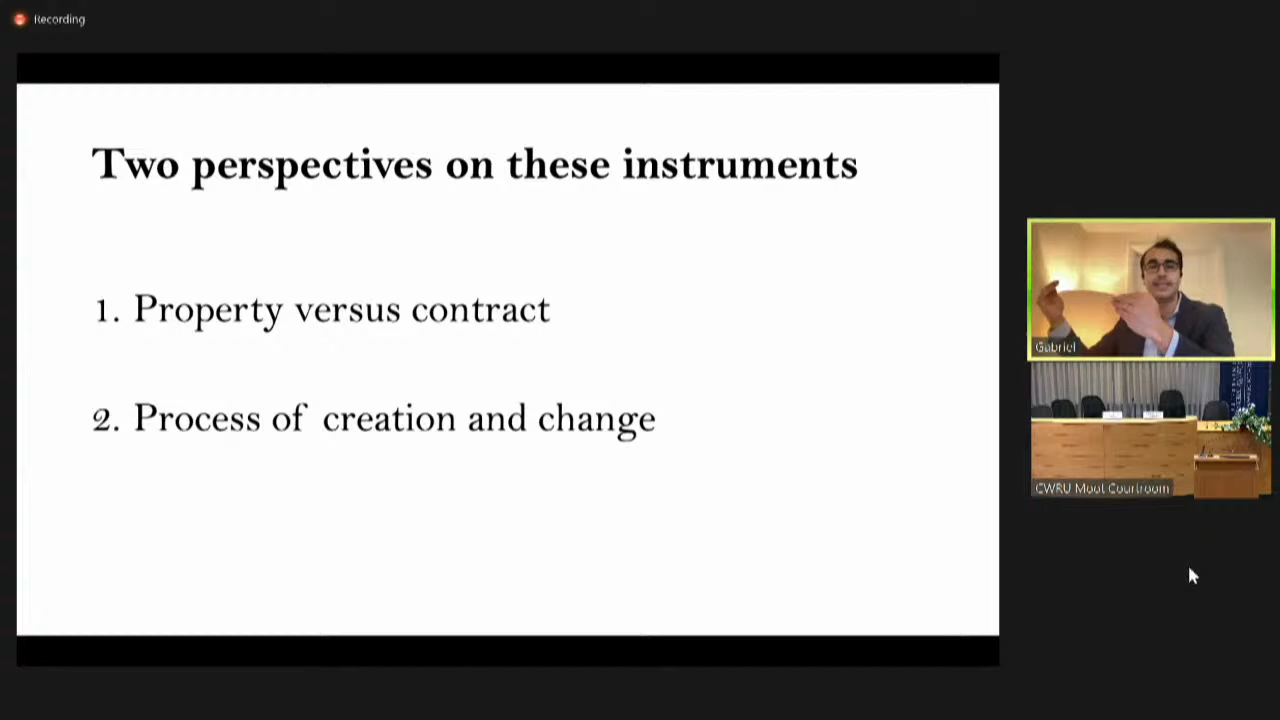 Recording
Two perspectives on these instruments
1. Property versus contract
2. Process of creation and change
Gabriel
CWRU Moot Courtroom